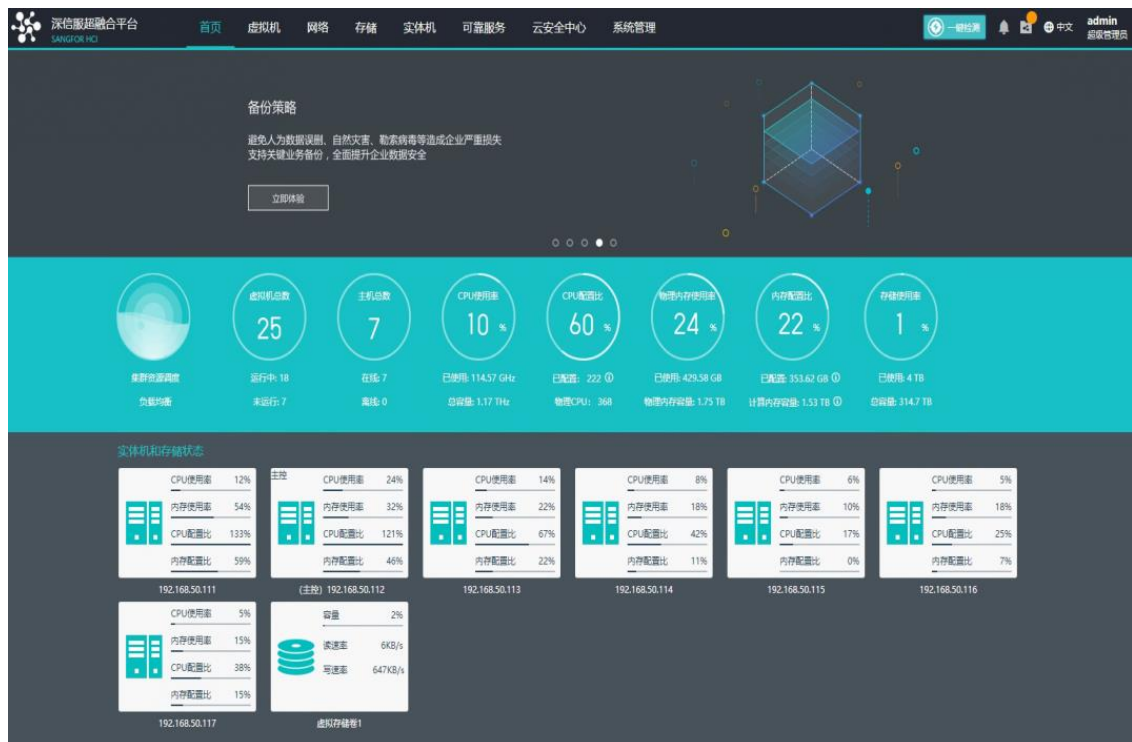 深信服超融合平台
SANGFOR HCI
首页 虚拟机 网络 存储 实体机 可靠服务 云安全中心 系统管理
一键检测
中文
admin
超级管理员
备份策略
避免人为数据误删、自然灾害、勒索病毒等造成企业严重损失
支持关键业务备份，全面提升企业数据安全
立即体验
集群资源调度
负载均衡
虚拟机总数
25
运行中: 18
未运行: 7
主机总数
7
在线: 7
离线: 0
CPU使用率
10 %
已使用: 114.57 GHz
总容量: 1.17 THz
CPU配置比
60 %
已配置: 222
物理CPU: 368
物理内存使用率
24 %
已使用: 429.58 GB
物理内存容量: 1.75 TB
内存配置比
22 %
已配置: 353.62 GB
计算内存容量: 1.53 TB
存储使用率
1 %
已使用: 4 TB
总容量: 314.7 TB
实体机和存储状态
CPU使用率 12%
内存使用率 54%
CPU配置比 133%
内存配置比 59%
192.168.50.111
主控
CPU使用率 24%
内存使用率 32%
CPU配置比 121%
内存配置比 46%
(主控) 192.168.50.112
CPU使用率 14%
内存使用率 22%
CPU配置比 67%
内存配置比 22%
192.168.50.113
CPU使用率 8%
内存使用率 18%
CPU配置比 42%
内存配置比 11%
192.168.50.114
CPU使用率 6%
内存使用率 10%
CPU配置比 17%
内存配置比 0%
192.168.50.115
CPU使用率 5%
内存使用率 18%
CPU配置比 25%
内存配置比 7%
192.168.50.116
CPU使用率 5%
内存使用率 15%
CPU配置比 38%
内存配置比 15%
192.168.50.117
容量 2%
读速率 6KB/s
写速率 647KB/s
虚拟存储卷1